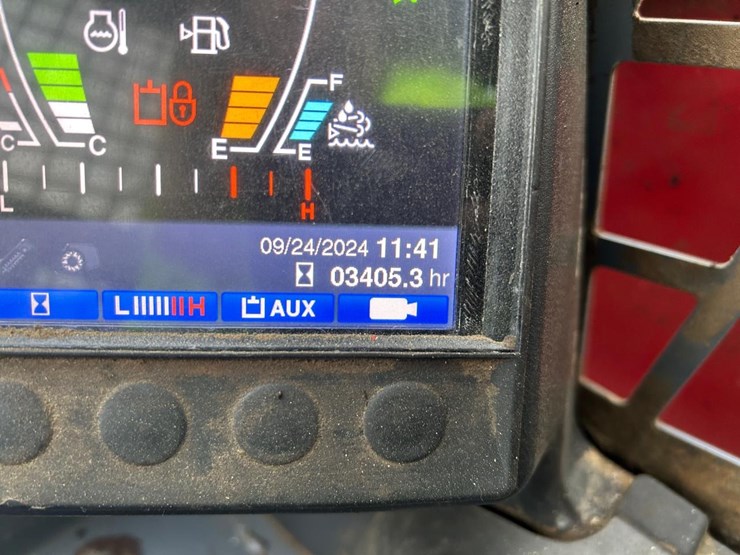 F
C C E E
L H
09/24/2024 11:41
03405.3 hr
L H AUX